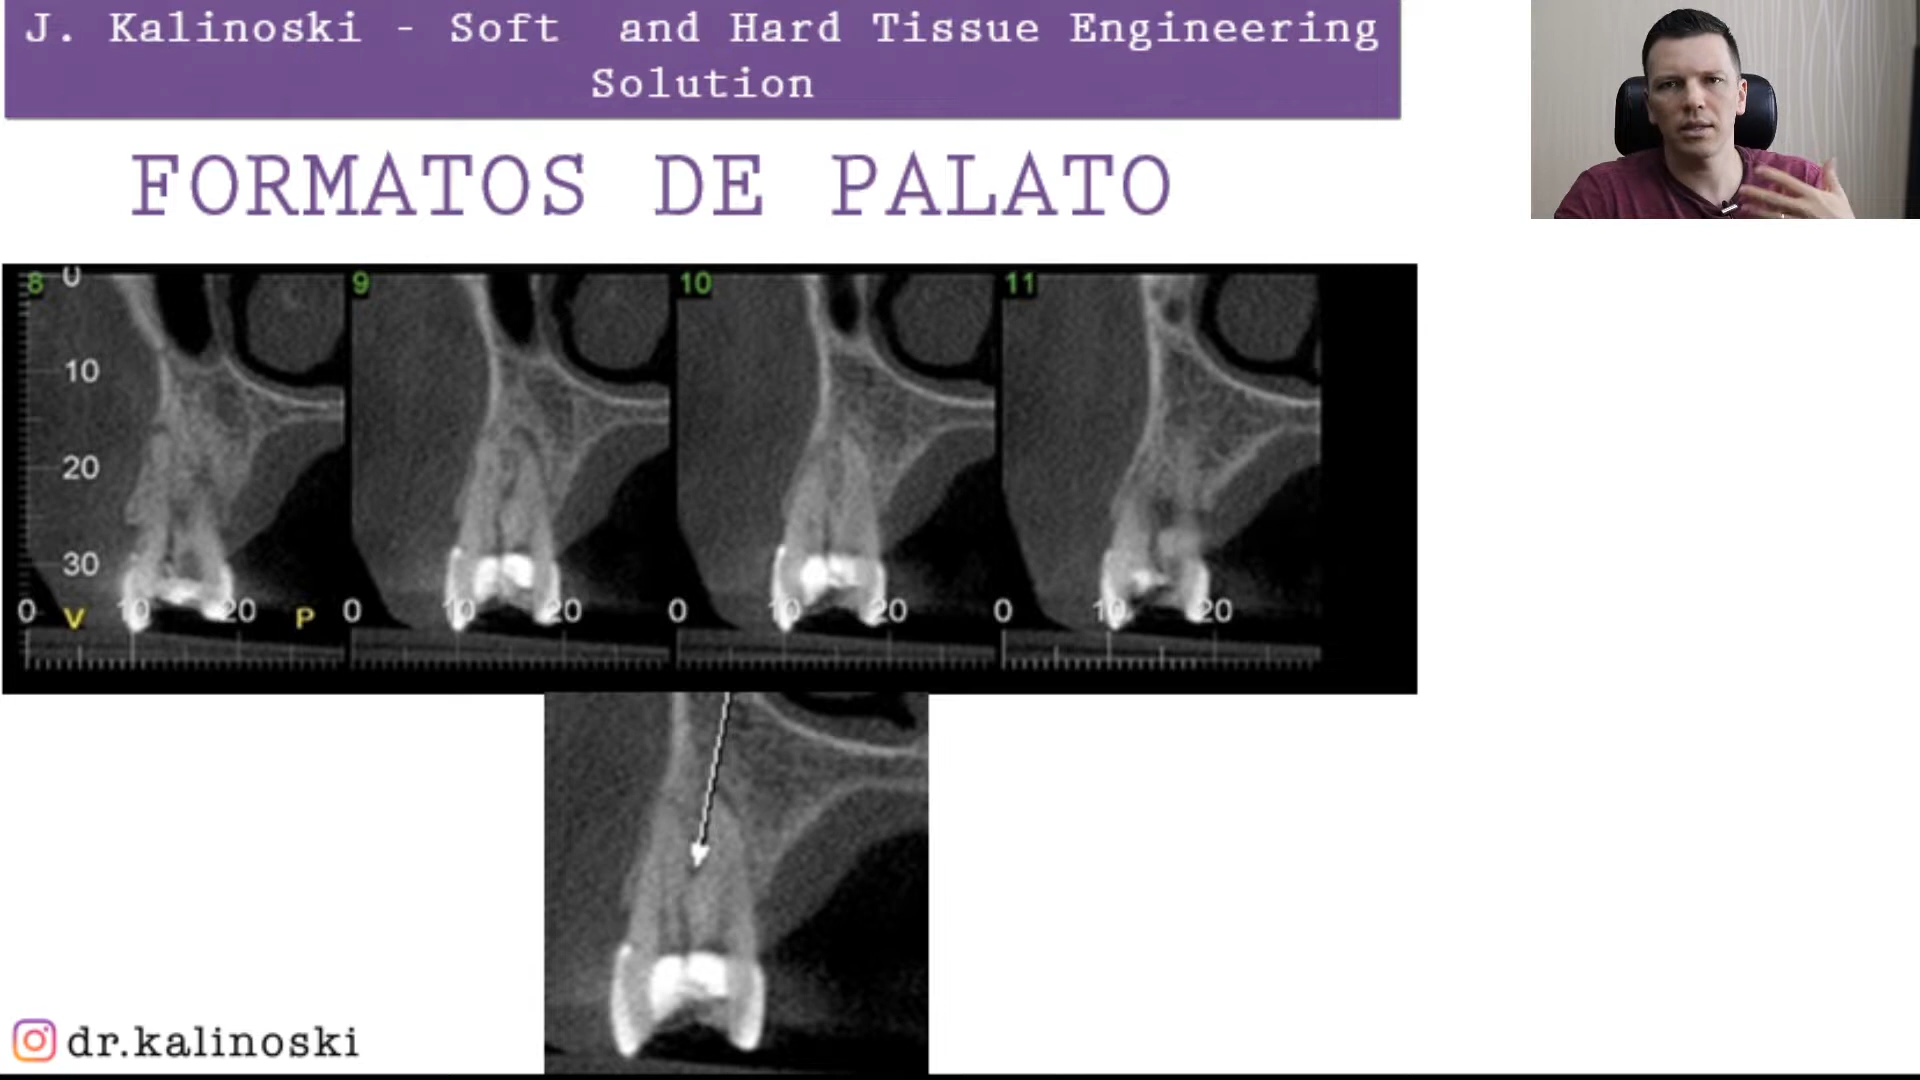 J. Kalinoski - Soft and Hard Tissue Engineering
Solution
FORMATOS DE PALATO
8 0 9 10 11
10
20
30
0 V 10 20 P 0 10 20 0 10 20 0 10 20
dr.kalinoski